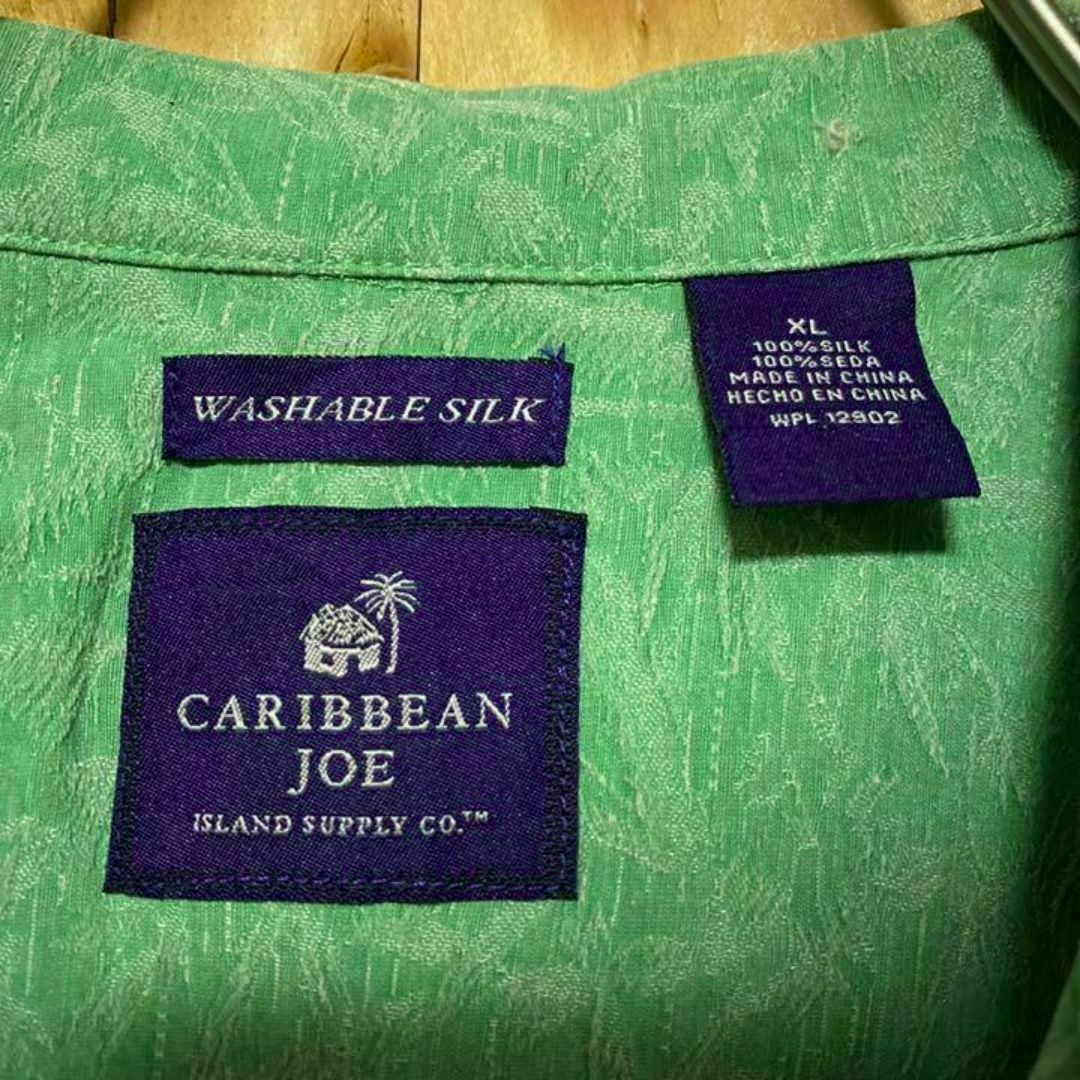 XL
100% SILK
100% SEDA
MADE IN CHINA
HECHO EN CHINA
WPL 12902
WASHABLE SILK
CARIBBEAN
JOE
ISLAND SUPPLY CO.™